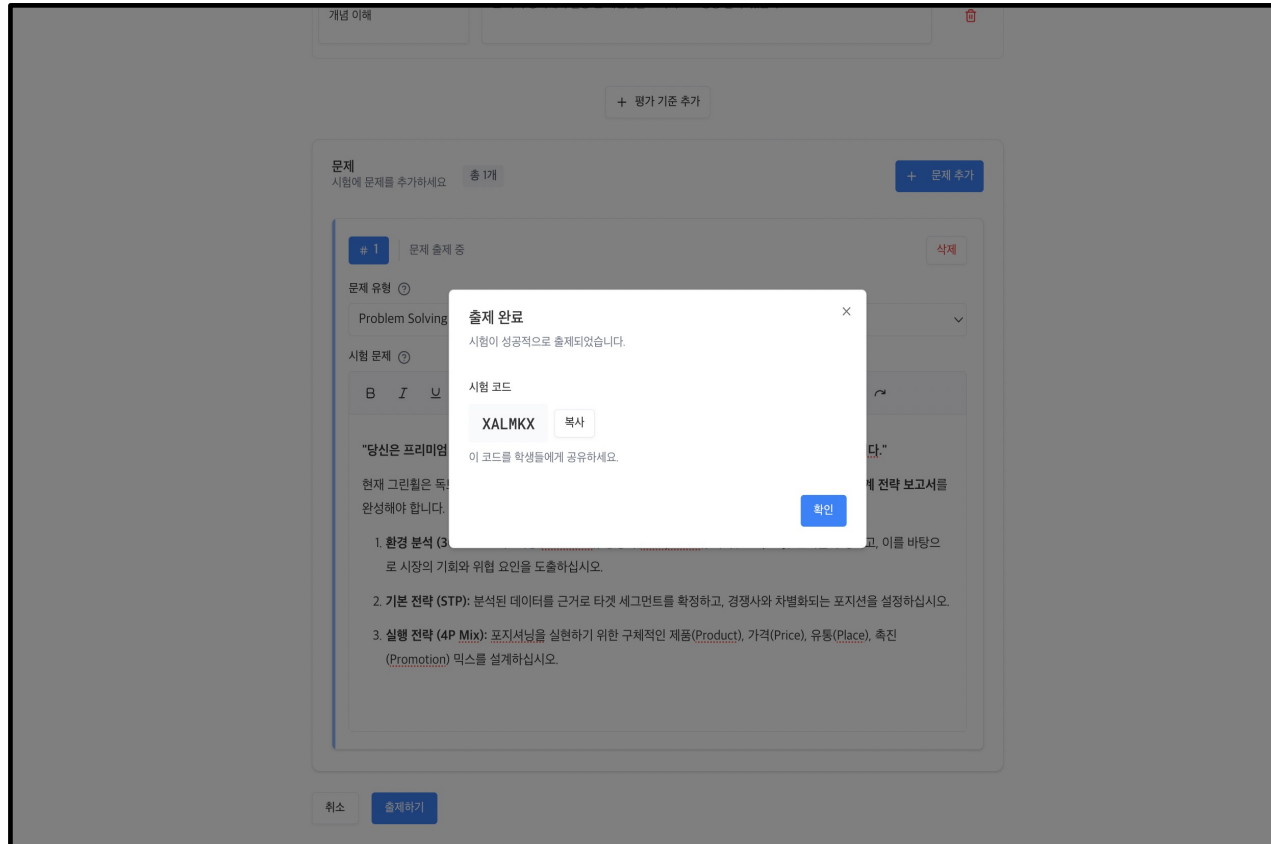 개념 이해
+ 평가 기준 추가
문제
시험에 문제를 추가하세요
총 1개
+ 문제 추가
# 1
문제 출제 중
삭제
문제 유형
Problem Solving
시험 문제
B I U
출제 완료
시험이 성공적으로 출제되었습니다.
시험 코드
XALMKX
복사
이 코드를 학생들에게 공유하세요.
확인
"당신은 프리미엄
다."
현재 그린휠은
계 전략 보고서를
완성해야 합니다.
1. 환경 분석
고, 이를 바탕으
로 시장의 기회와 위협 요인을 도출하십시오.
2. 기본 전략 (STP): 분석된 데이터를 근거로 타겟 세그먼트를 확정하고, 경쟁사와 차별화되는 포지션을 설정하십시오.
3. 실행 전략 (4P Mix): 포지셔닝을 실현하기 위한 구체적인 제품(Product), 가격(Price), 유통(Place), 촉진
(Promotion) 믹스를 설계하십시오.
취소
출제하기